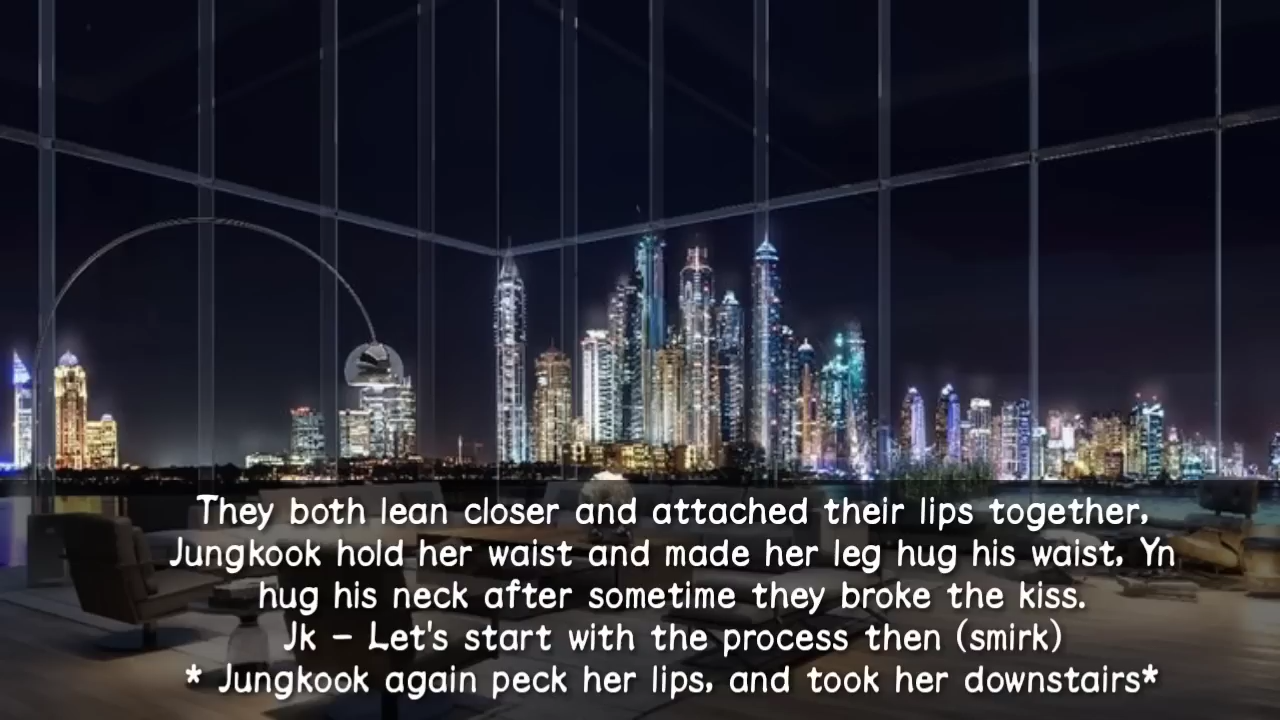 They both lean closer and attached their lips together,
Jungkook hold her waist and made her leg hug his waist, Yn
hug his neck after sometime they broke the kiss.
Jk - Let's start with the process then (smirk)
* Jungkook again peck her lips, and took her downstairs*